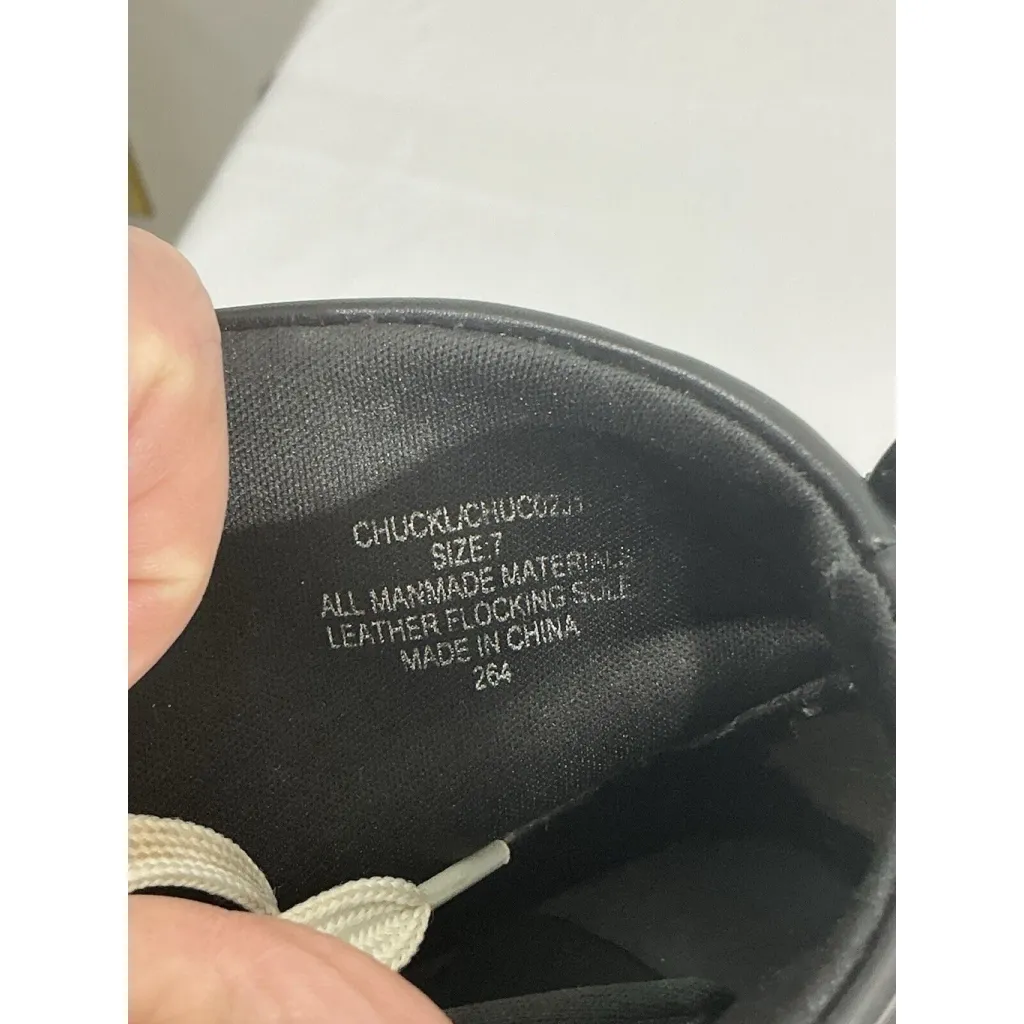 CHUCKL/CHUC02J1
SIZE:7
ALL MANMADE MATERIALS
LEATHER FLOCKING SOLE
MADE IN CHINA
264